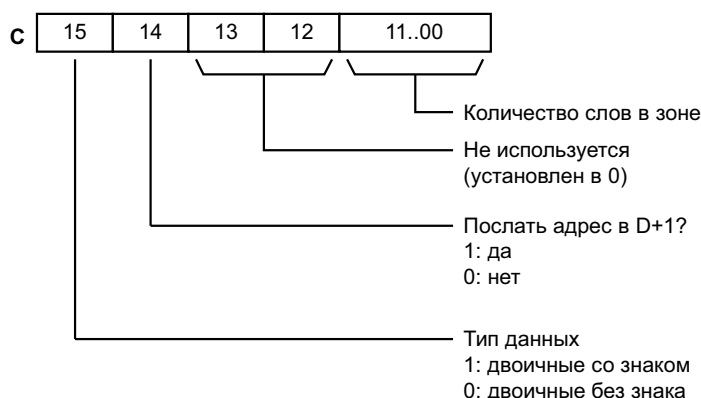 С 15 14 13 12 11..00
Количество слов в зоне
Не используется
(установлен в 0)
Послать адрес в D+1?
1: да
0: нет
Тип данных
1: двоичные со знаком
0: двоичные без знака